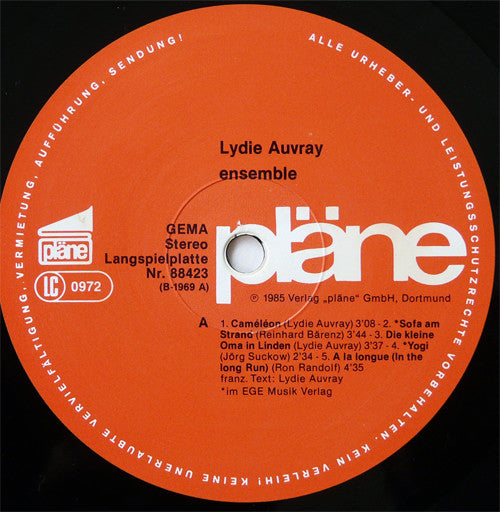 ALLE URHEBER- UND LEISTUNGSSCHUTZRECHTE VORBEHALTEN. KEIN VERLEIH! KEINE UNERLAUBTE VERVIELFÄLTIGUNG, VERMIETUNG, AUFFÜHRUNG, SENDUNG!
Lydie Auvray
ensemble
pläne
LC 0972
GEMA
Stereo
Langspielplatte
Nr. 88423
(B-1969 A)
pläne
℗ 1985 Verlag „pläne" GmbH, Dortmund
A 1. Caméléon (Lydie Auvray) 3'08 - 2. *Sofa am
Strand (Reinhard Bärenz) 3'44 - 3. Die kleine
Oma in Linden (Lydie Auvray) 3'37 - 4. *Yogi
(Jörg Suckow) 2'34 - 5. A la longue (In the
long Run) (Ron Randolf) 4'35
franz. Text: Lydie Auvray
*im EGE Musik Verlag